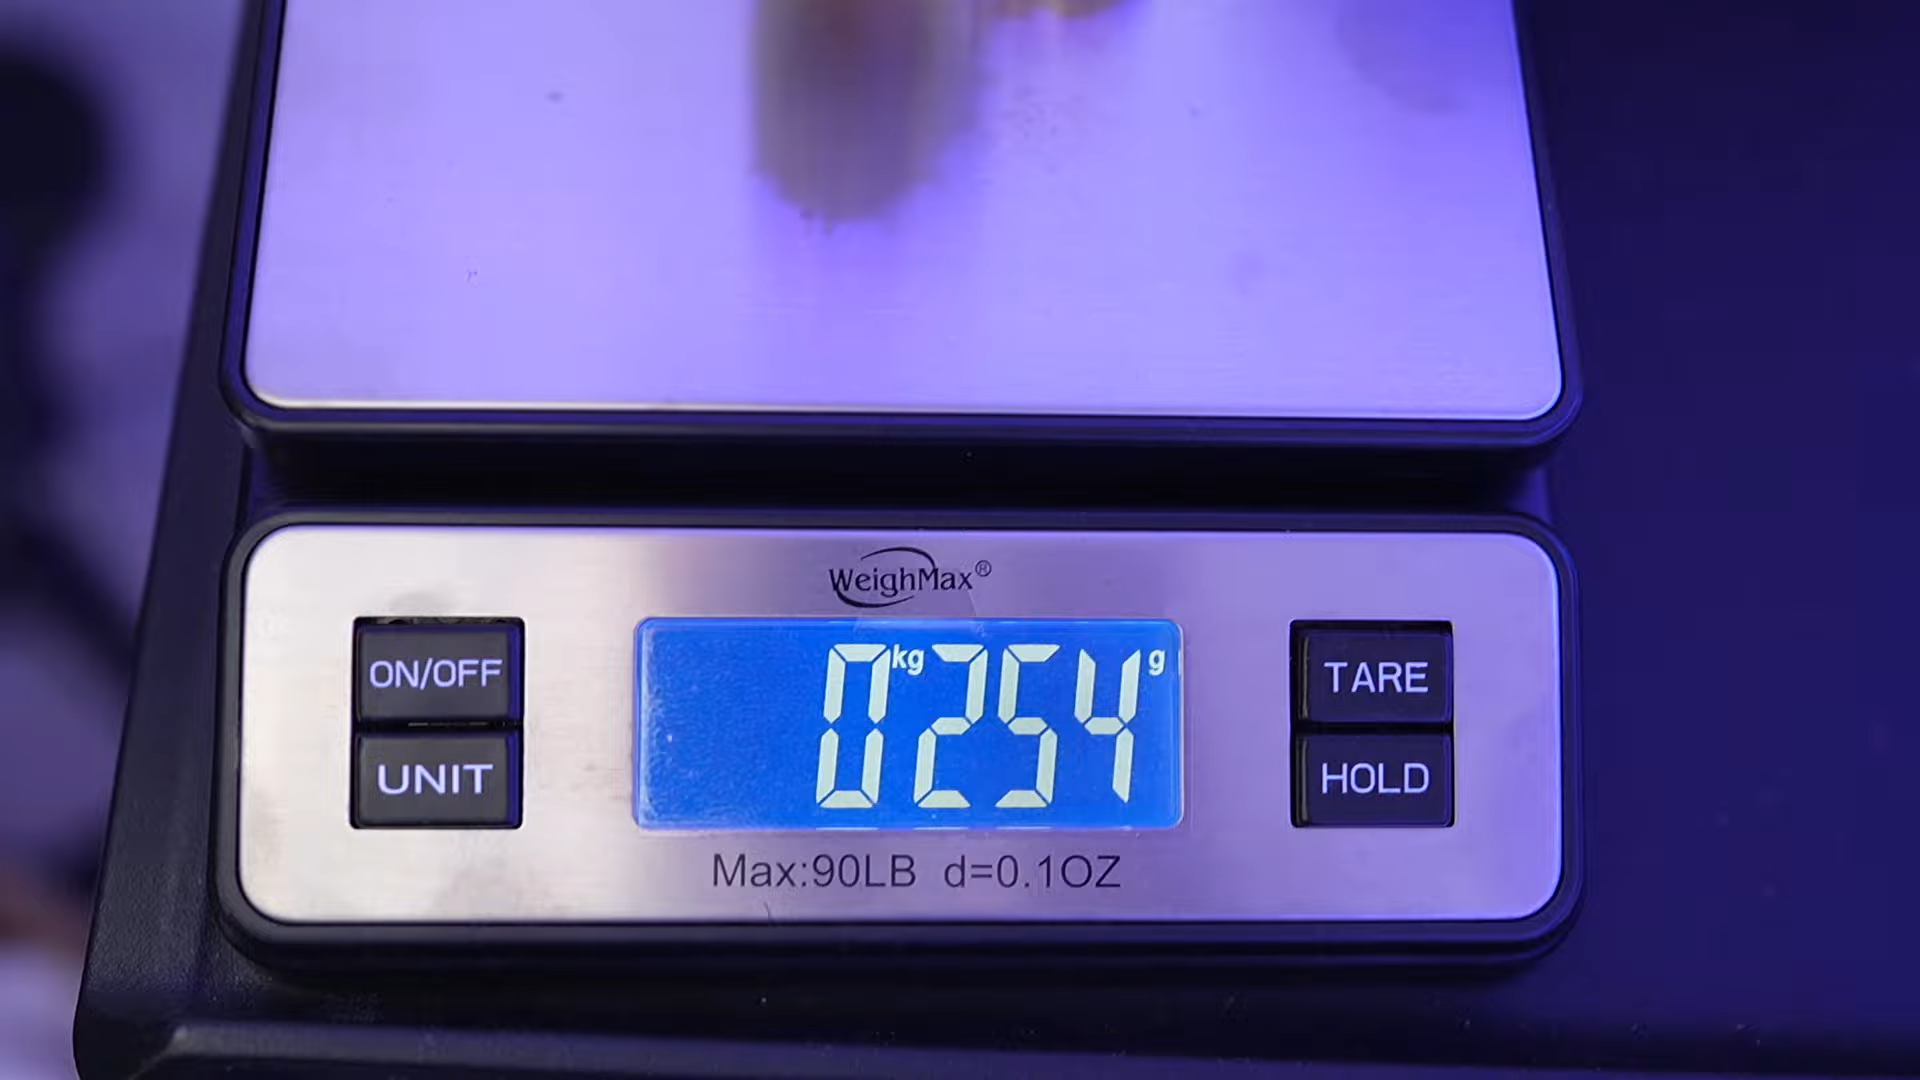 WeighMax®
ON/OFF
UNIT
0kg254g
TARE
HOLD
Max:90LB d=0.1OZ